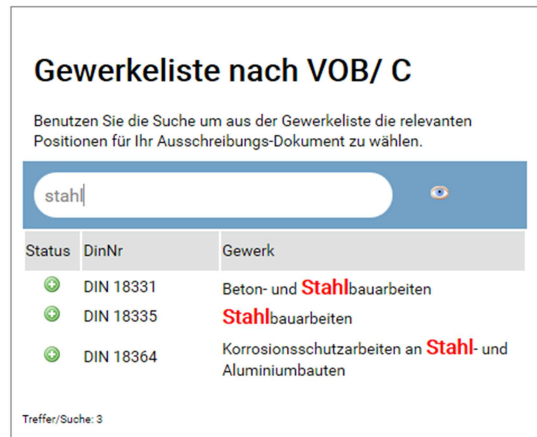 Gewerkeliste nach VOB/ C
Benutzen Sie die Suche um aus der Gewerkeliste die relevanten
Positionen für Ihr Ausschreibungs-Dokument zu wählen.
stahl
Status DinNr Gewerk
DIN 18331 Beton- und Stahlbauarbeiten
DIN 18335 Stahlbauarbeiten
DIN 18364 Korrosionsschutzarbeiten an Stahl- und
Aluminiumbauten
Treffer/Suche: 3